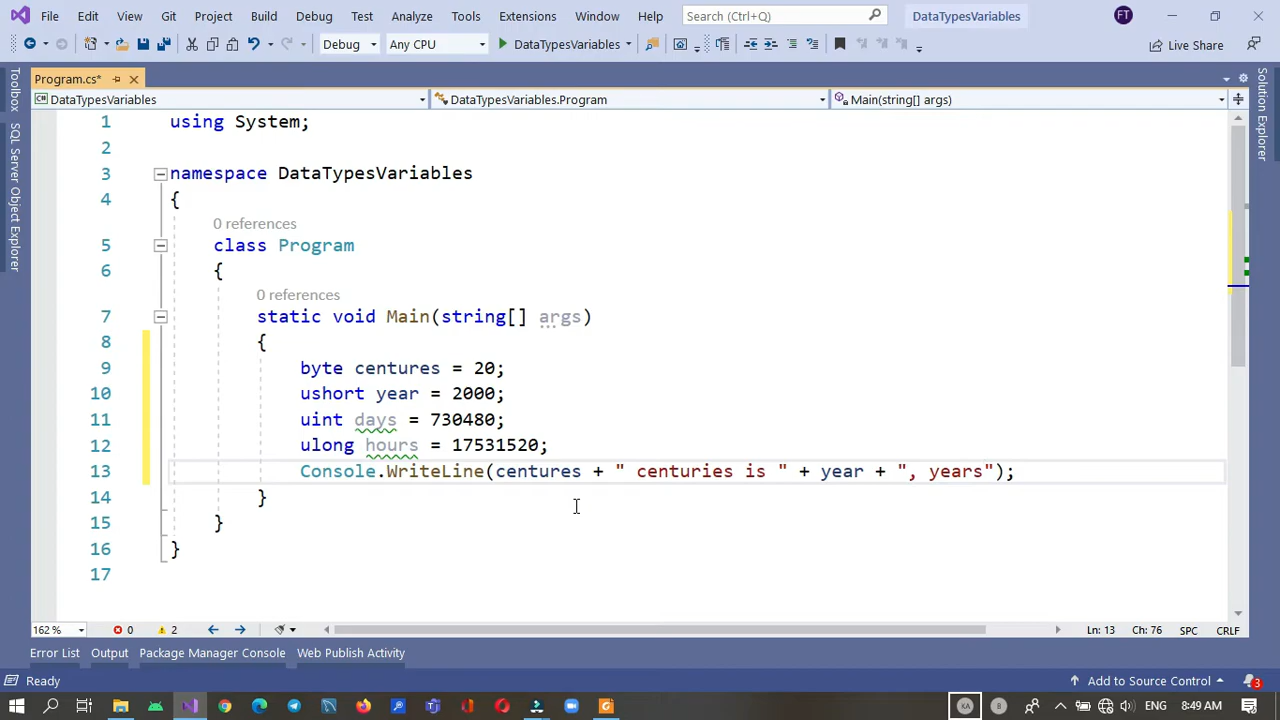 File Edit View Git Project Build Debug Test Analyze Tools Extensions Window Help Search (Ctrl+Q) DataTypesVariables FT
Debug Any CPU DataTypesVariables Live Share
Program.cs*
DataTypesVariables DataTypesVariables.Program Main(string[] args)
Toolbox
SQL Server Object Explorer
Solution Explorer
1 using System;
2
3 namespace DataTypesVariables
4 {
0 references
5 class Program
6 {
0 references
7 static void Main(string[] args)
8 {
9 byte centures = 20;
10 ushort year = 2000;
11 uint days = 730480;
12 ulong hours = 17531520;
13 Console.WriteLine(centures + " centuries is " + year + ", years");
14 }
15 }
16 }
17
162 % 0 2 Ln: 13 Ch: 76 SPC CRLF
Error List Output Package Manager Console Web Publish Activity
Ready Add to Source Control 3
KA B ENG 8:49 AM